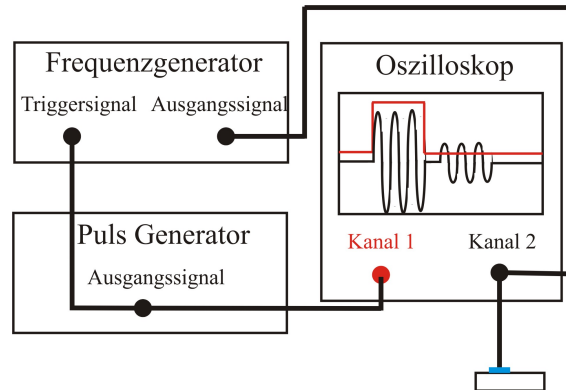 Frequenzgenerator
Triggersignal Ausgangssignal
Puls Generator
Ausgangssignal
Oszilloskop
Kanal 1 Kanal 2